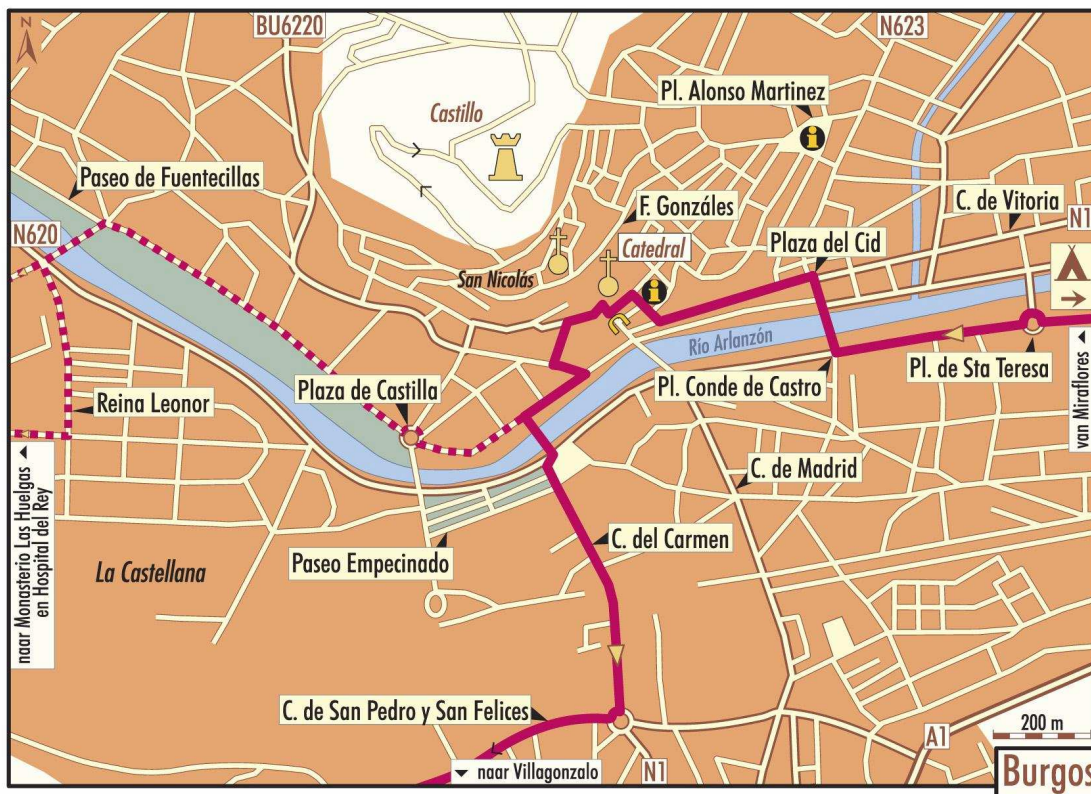 N
BU6220
N623
Castillo
Pl. Alonso Martinez
i
Paseo de Fuentecillas
F. Gonzáles
C. de Vitoria
N1
N620
Catedral
Plaza del Cid
San Nicolás
i
Río Arlanzón
Plaza de Castilla
Pl. Conde de Castro
Pl. de Sta Teresa
van Miraflores
Reina Leonor
C. de Madrid
naar Monasterio Las Huelgas
en Hospital del Rey
C. del Carmen
Paseo Empecinado
La Castellana
C. de San Pedro y San Felices
200 m
A1
naar Villagonzalo
N1
Burgos